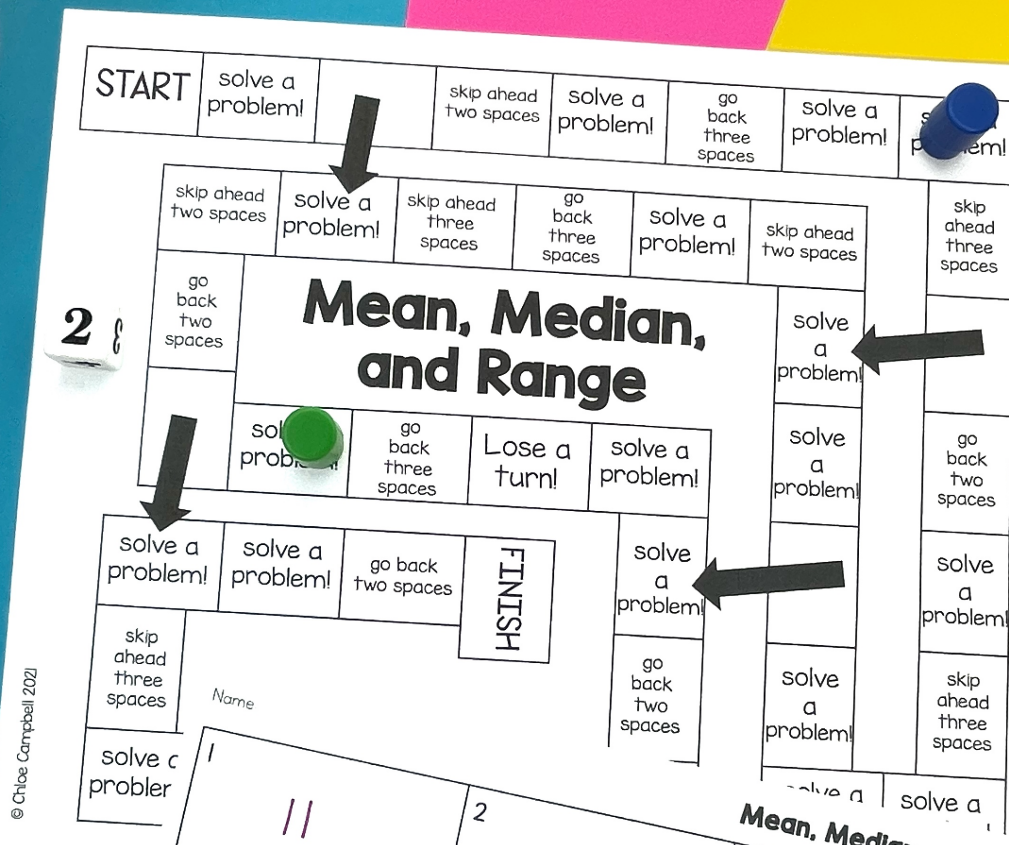 START
solve a
problem!
skip ahead
two spaces
solve a
problem!
go
back
three
spaces
solve a
problem!
skip ahead
two spaces
solve a
problem!
skip ahead
three
spaces
go
back
three
spaces
solve a
problem!
skip ahead
two spaces
skip
ahead
three
spaces
go
back
two
spaces
Mean, Median,
and Range
solve
a
problem!
2
3
go
back
three
spaces
Lose a
turn!
solve a
problem!
solve
a
problem!
go
back
two
spaces
solve a
problem!
solve a
problem!
go back
two spaces
FINISH
solve
a
problem!
solve
a
problem!
skip
ahead
three
spaces
go
back
two
spaces
solve
a
problem!
skip
ahead
three
spaces
Name
solve a
solve a
© Chloe Campbell 2021
1
11
2
Mean,